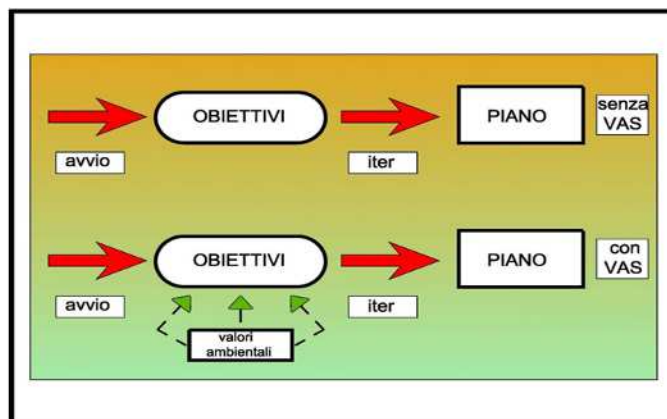 OBIETTIVI
PIANO
senza
VAS
avvio
iter
OBIETTIVI
PIANO
con
VAS
avvio
iter
valori
ambientali